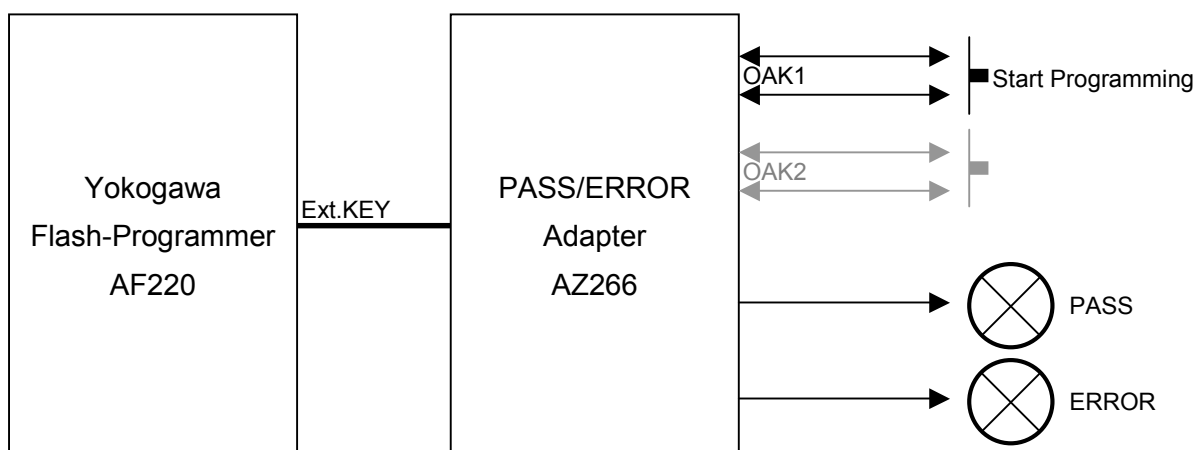 Yokogawa
Flash-Programmer
AF220
Ext.KEY
PASS/ERROR
Adapter
AZ266
OAK1
Start Programming
OAK2
PASS
ERROR